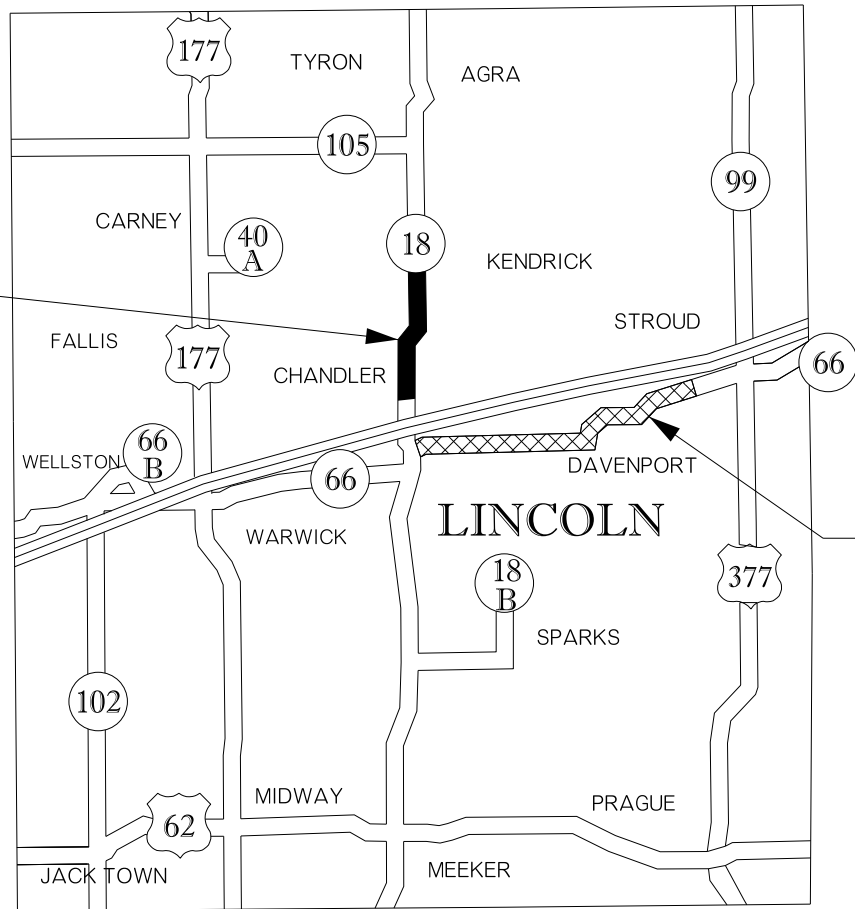 177
TYRON
AGRA
105
99
CARNEY
40
A
18
KENDRICK
STROUD
FALLIS
177
CHANDLER
66
WELLSTON
66
B
66
DAVENPORT
WARWICK
LINCOLN
18
B
377
SPARKS
102
MIDWAY
PRAGUE
62
JACK TOWN
MEEKER